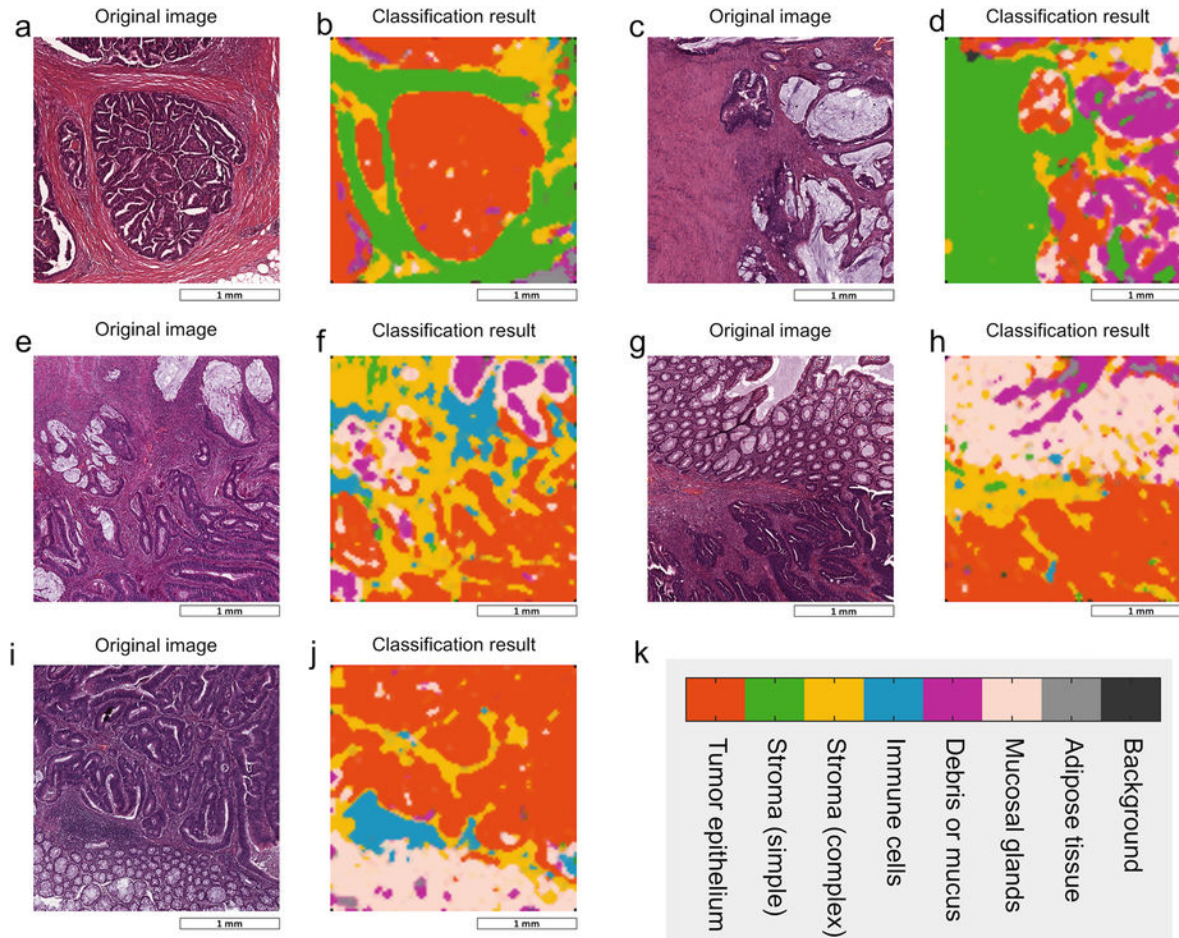 a
Original image
b
Classification result
c
Original image
d
Classification result
1 mm
1 mm
1 mm
1 mm
e
Original image
f
Classification result
g
Original image
h
Classification result
1 mm
1 mm
1 mm
1 mm
i
Original image
j
Classification result
k
Tumor epithelium
Stroma (simple)
Stroma (complex)
Immune cells
Debris or mucus
Mucosal glands
Adipose tissue
Background
1 mm
1 mm